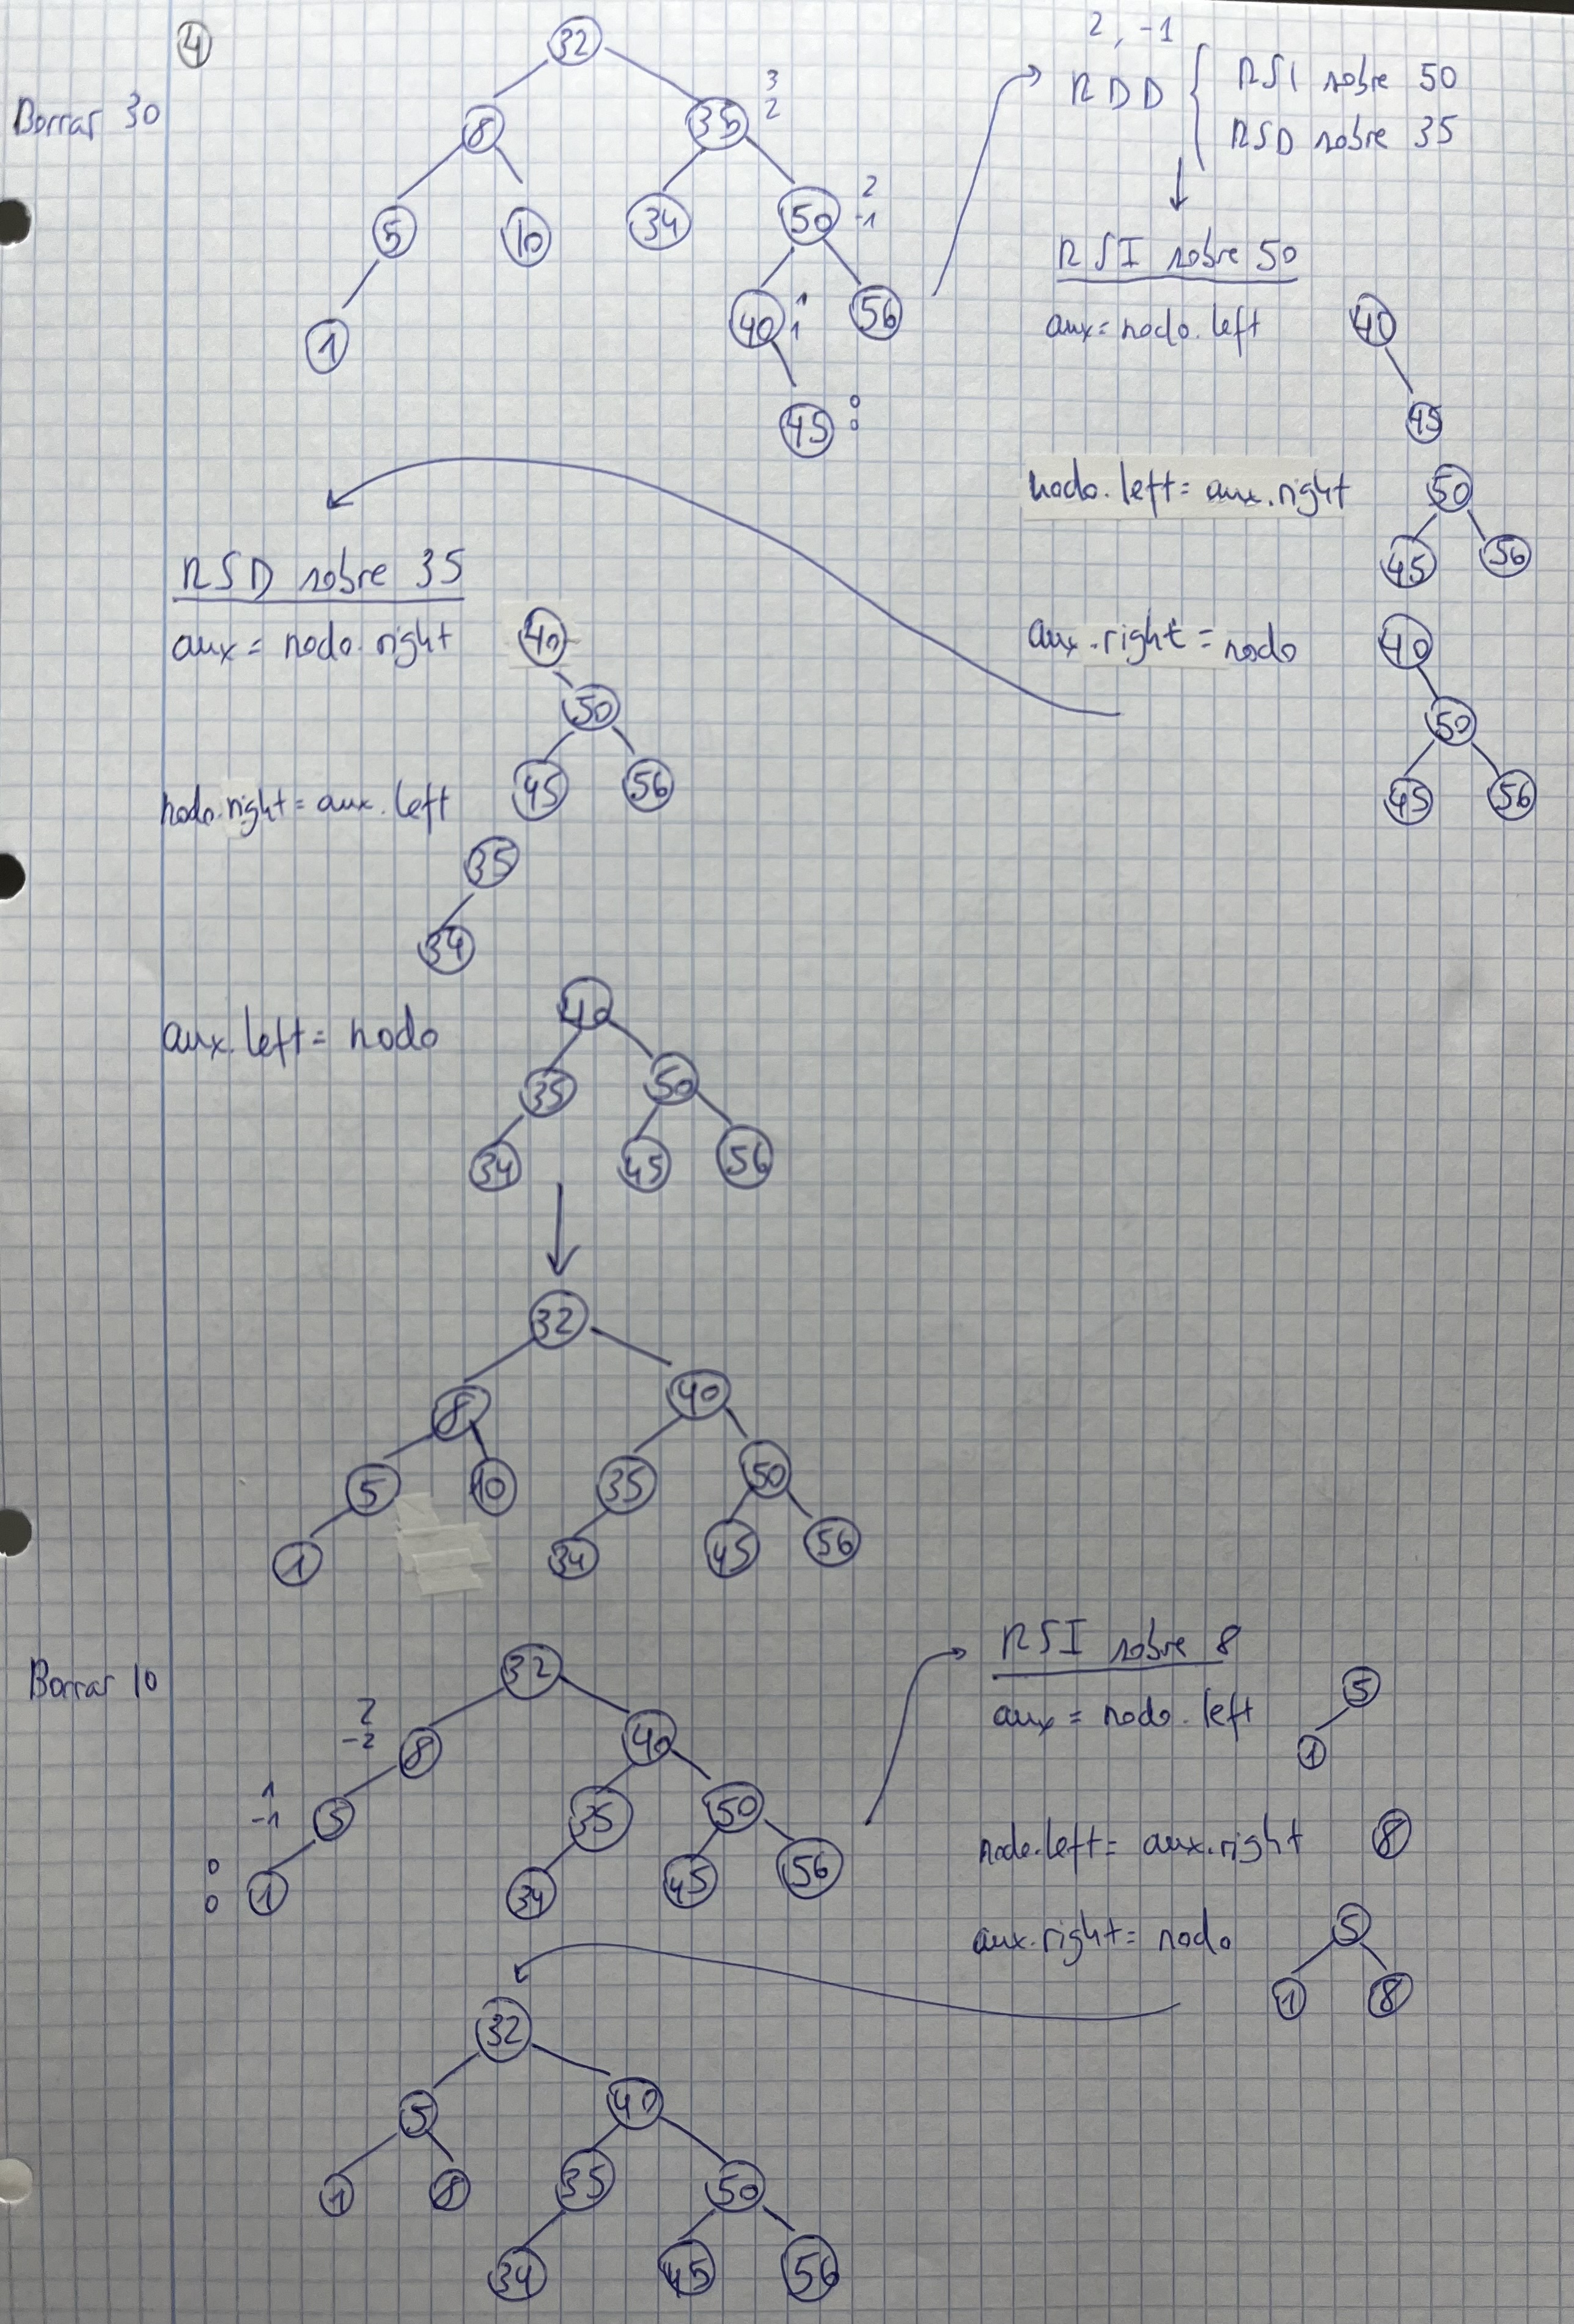 4
Borrar 30
32
8 35 3 2
5 10 34 50 2 -1
1 40 1 1 56
45 0 0
2, -1
RDD { RSI sobre 50
RSD sobre 35
RSI sobre 50
aux = nodo.left 40
45
nodo.left = aux.right 50
45 56
aux.right = nodo 40
50
45 56
RSD sobre 35
aux = nodo.right 40
50
45 56
nodo.right = aux.left
35
34
aux.left = nodo 40
35 50
34 45 56
32
8 40
5 10 35 50
1 34 45 56
Borrar 10
32
2 -2 8 40
1 -1 5 35 50
0 0 1 34 45 56
RSI sobre 8
aux = nodo.left 5
1
nodo.left = aux.right 8
aux.right = nodo 5
1 8
32
5 40
1 8 35 50
34 45 56